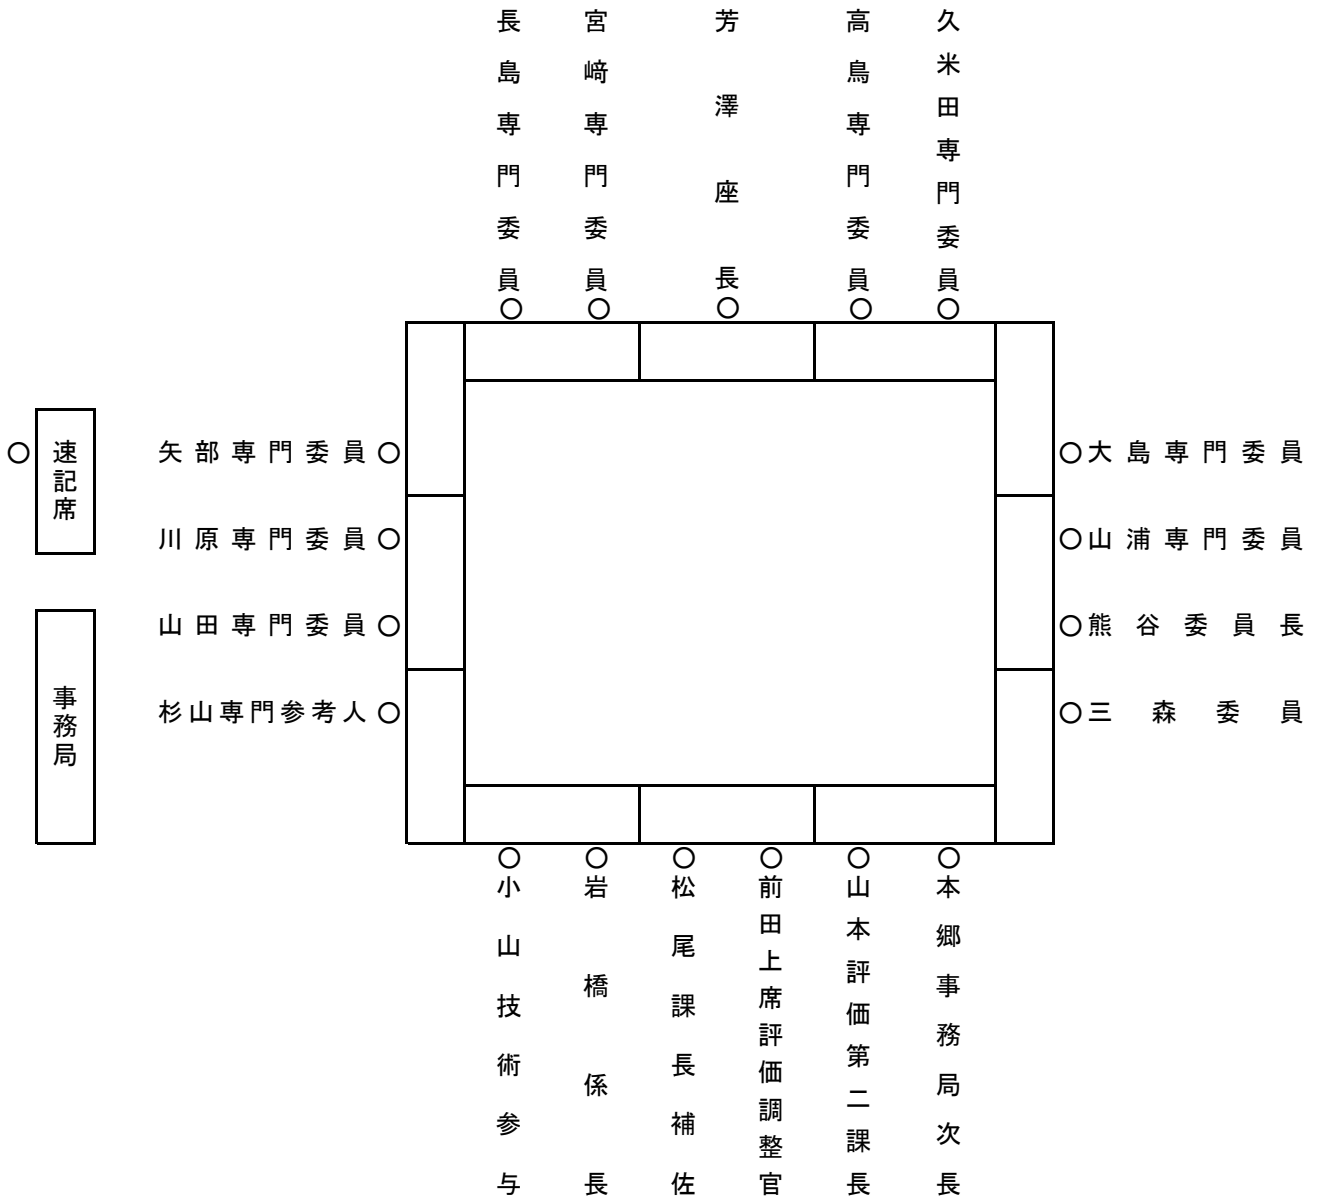 長島専門委員
宮﨑専門委員
芳澤座長
高鳥専門委員
久米田専門委員
速記席
矢部専門委員
川原専門委員
山田専門委員
杉山専門参考人
事務局
大島専門委員
山浦専門委員
熊谷委員長
三森委員
小山技術参与
岩橋係長
松尾課長補佐
前田上席評価調整官
山本評価第二課長
本郷事務局次長